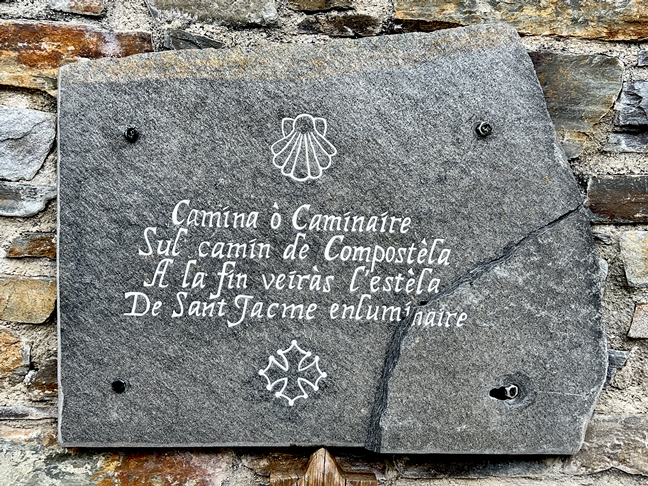 Camina ò Caminaire
Sul camin de Compostèla
A la fin veiràs l'estèla
De Sant Jacme enluminaire